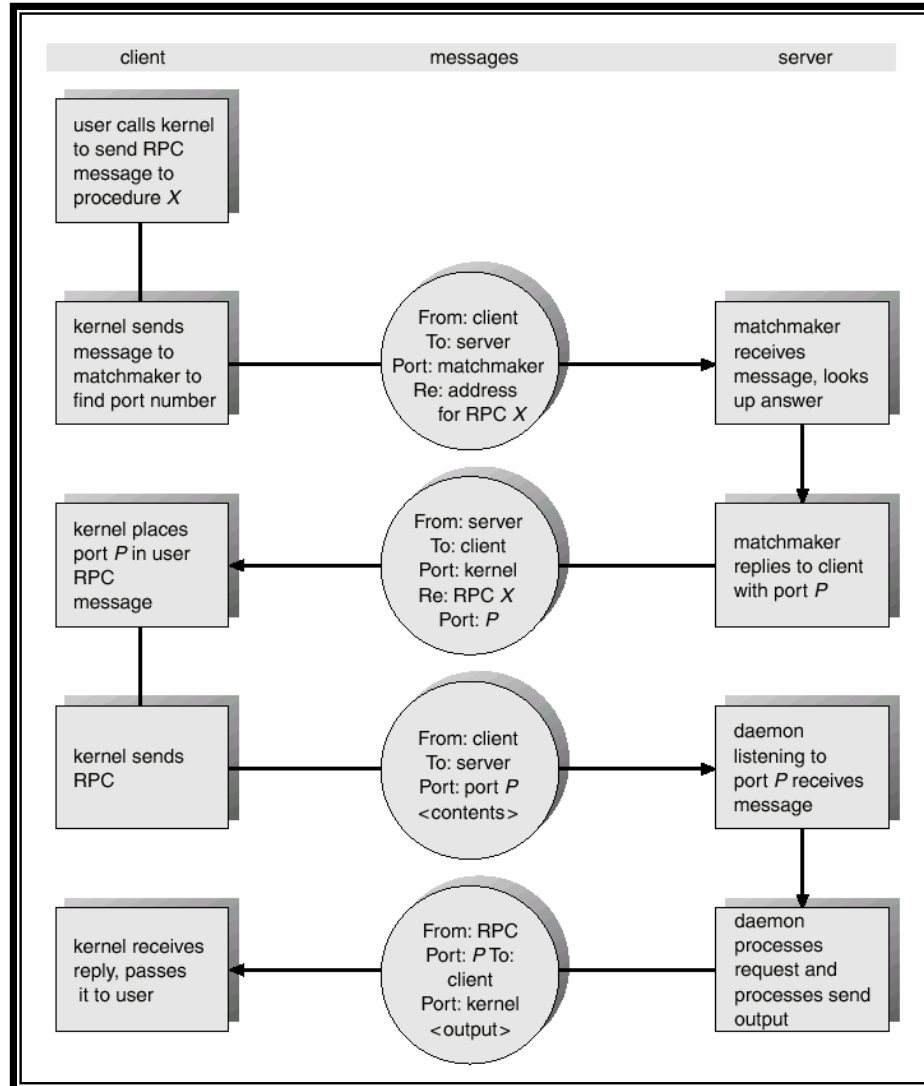 client messages server
user calls kernel
to send RPC
message to
procedure X
kernel sends
message to
matchmaker to
find port number
From: client
To: server
Port: matchmaker
Re: address
for RPC X
matchmaker
receives
message, looks
up answer
kernel places
port P in user
RPC
message
From: server
To: client
Port: kernel
Re: RPC X
Port: P
matchmaker
replies to client
with port P
kernel sends
RPC
From: client
To: server
Port: port P
<contents>
daemon
listening to
port P receives
message
kernel receives
reply, passes
it to user
From: RPC
Port: P To:
client
Port: kernel
<output>
daemon
processes
request and
processes send
output